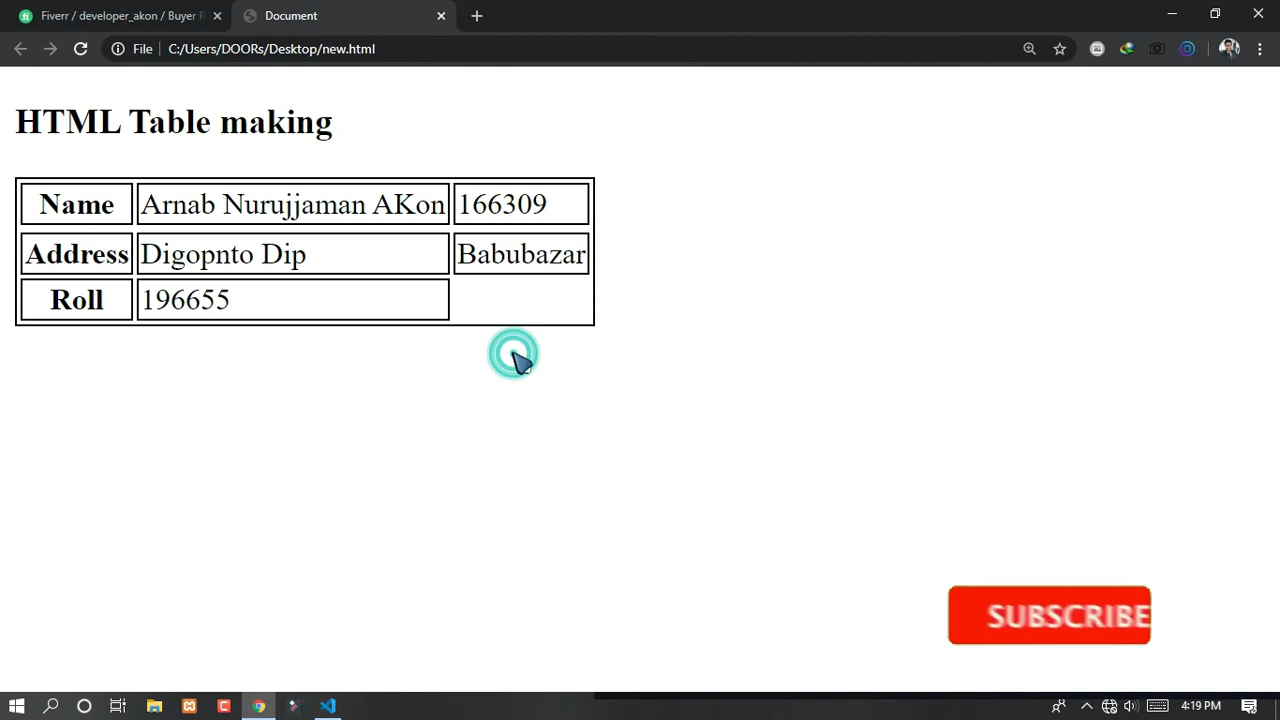 Fiverr / developer_akon / Buyer R
Document
File C:/Users/DOORs/Desktop/new.html
HTML Table making
Name Arnab Nurujjaman AKon 166309
Address Digopnto Dip Babubazar
Roll 196655
SUBSCRIBE
4:19 PM